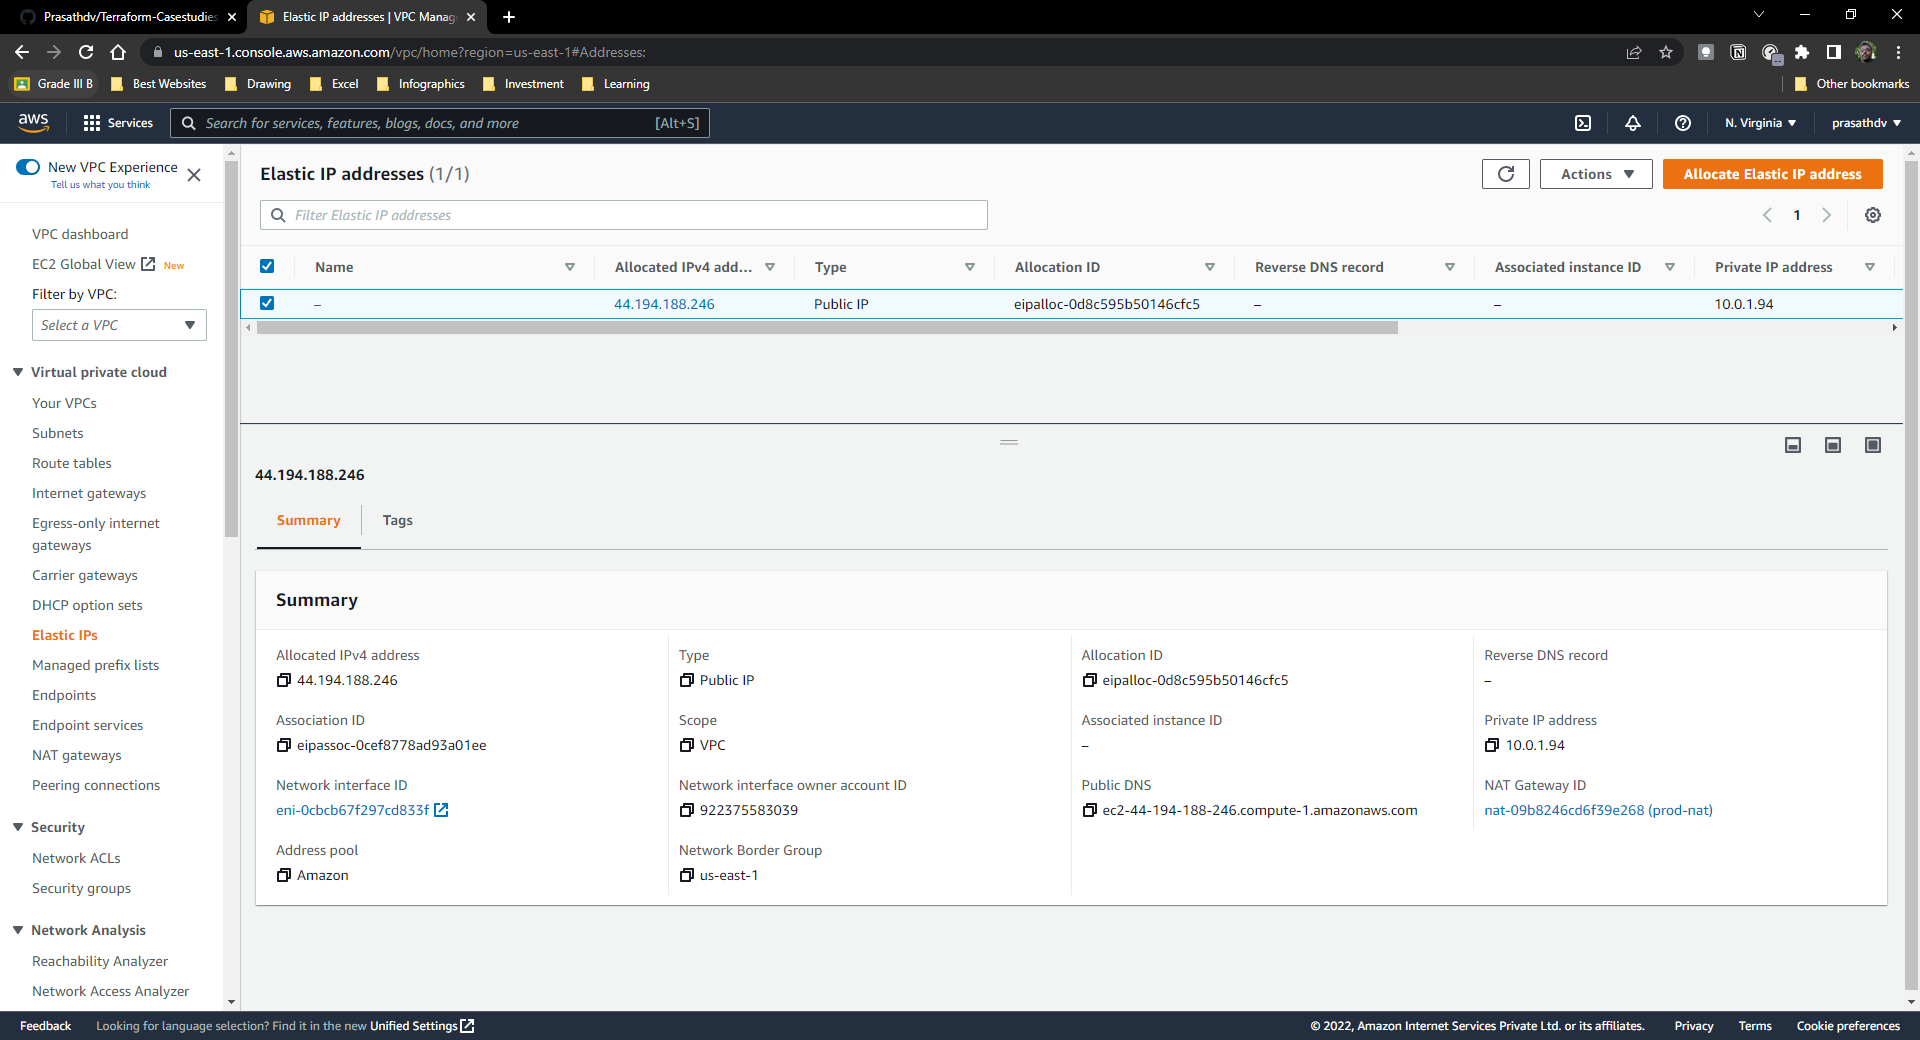 Prasathdv/Terraform-Casestudies
Elastic IP addresses | VPC Manag
us-east-1.console.aws.amazon.com/vpc/home?region=us-east-1#Addresses:
Grade III B
Best Websites
Drawing
Excel
Infographics
Investment
Learning
Other bookmarks
aws
Services
Search for services, features, blogs, docs, and more
[Alt+S]
N. Virginia
prasathdv
New VPC Experience
Tell us what you think
VPC dashboard
EC2 Global View New
Filter by VPC:
Select a VPC
Virtual private cloud
Your VPCs
Subnets
Route tables
Internet gateways
Egress-only internet
gateways
Carrier gateways
DHCP option sets
Elastic IPs
Managed prefix lists
Endpoints
Endpoint services
NAT gateways
Peering connections
Security
Network ACLs
Security groups
Network Analysis
Reachability Analyzer
Network Access Analyzer
Elastic IP addresses (1/1)
Actions
Allocate Elastic IP address
Filter Elastic IP addresses
1
Name
Allocated IPv4 add...
Type
Allocation ID
Reverse DNS record
Associated instance ID
Private IP address
–
44.194.188.246
Public IP
eipalloc-0d8c595b50146cfc5
–
–
10.0.1.94
44.194.188.246
Summary
Tags
Summary
Allocated IPv4 address
44.194.188.246
Type
Public IP
Allocation ID
eipalloc-0d8c595b50146cfc5
Reverse DNS record
–
Association ID
eipassoc-0cef8778ad93a01ee
Scope
VPC
Associated instance ID
–
Private IP address
10.0.1.94
Network interface ID
eni-0cbcb67f297cd833f
Network interface owner account ID
922375583039
Public DNS
ec2-44-194-188-246.compute-1.amazonaws.com
NAT Gateway ID
nat-09b8246cd6f39e268 (prod-nat)
Address pool
Amazon
Network Border Group
us-east-1
Feedback
Looking for language selection? Find it in the new Unified Settings
© 2022, Amazon Internet Services Private Ltd. or its affiliates.
Privacy
Terms
Cookie preferences